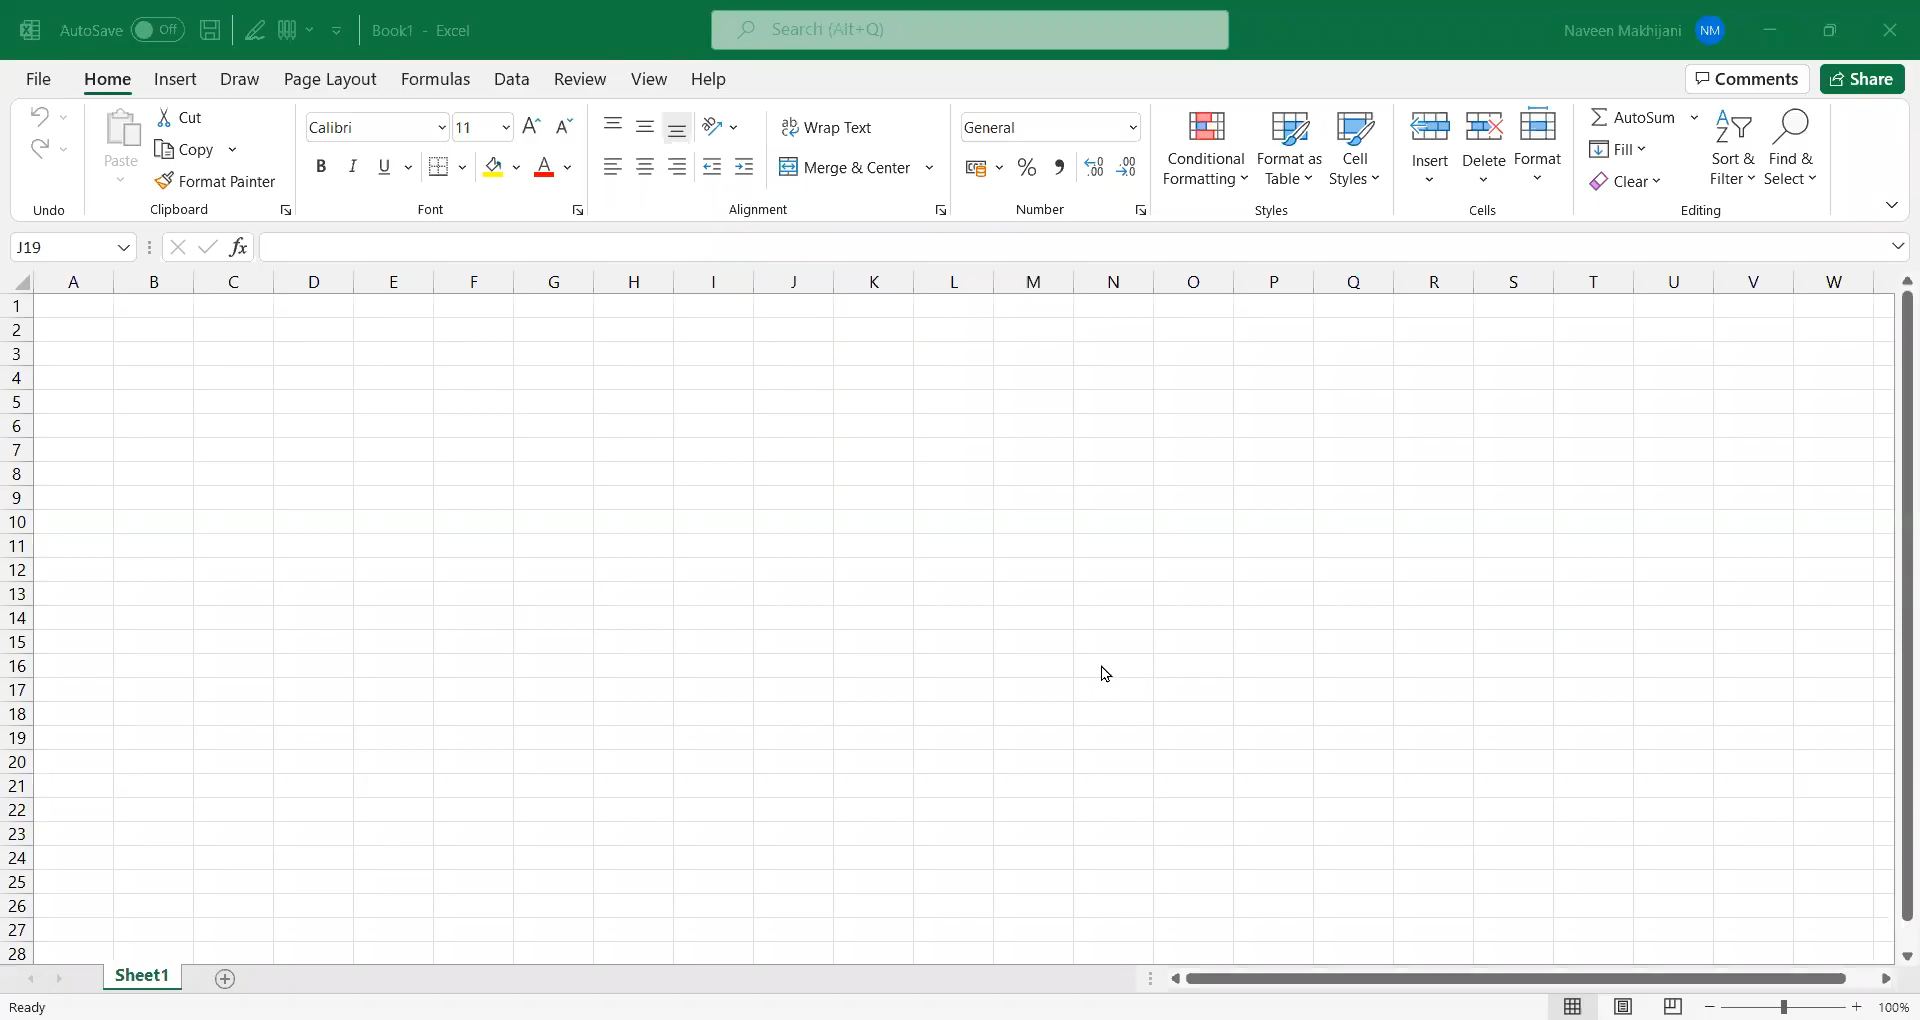 AutoSave Off Book1 - Excel Search (Alt+Q) Naveen Makhijani NM
File Home Insert Draw Page Layout Formulas Data Review View Help Comments Share
Paste
Cut
Copy
Format Painter
Calibri 11
B I U A
ab Wrap Text
Merge & Center
General
% .00 .00
Conditional Formatting
Format as Table
Cell Styles
Insert Delete Format
AutoSum
Fill
Clear
Sort & Filter
Find & Select
Undo Clipboard Font Alignment Number Styles Cells Editing
J19 fx
A B C D E F G H I J K L M N O P Q R S T U V W
1
2
3
4
5
6
7
8
9
10
11
12
13
14
15
16
17
18
19
20
21
22
23
24
25
26
27
28
Sheet1
Ready 100%